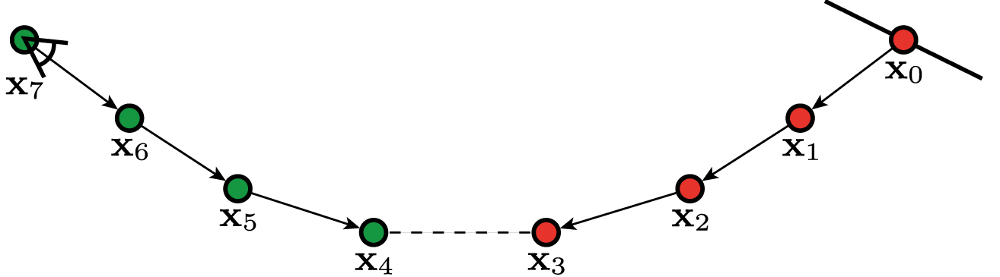 x₇
x₀
x₆
x₁
x₅
x₂
x₄
x₃